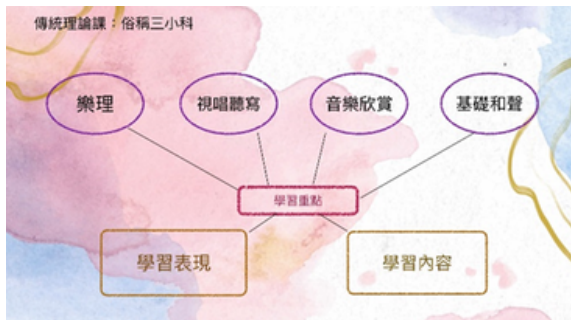 傳統理論課：俗稱三小科
樂理
視唱聽寫
音樂欣賞
基礎和聲
學習重點
學習表現
學習內容